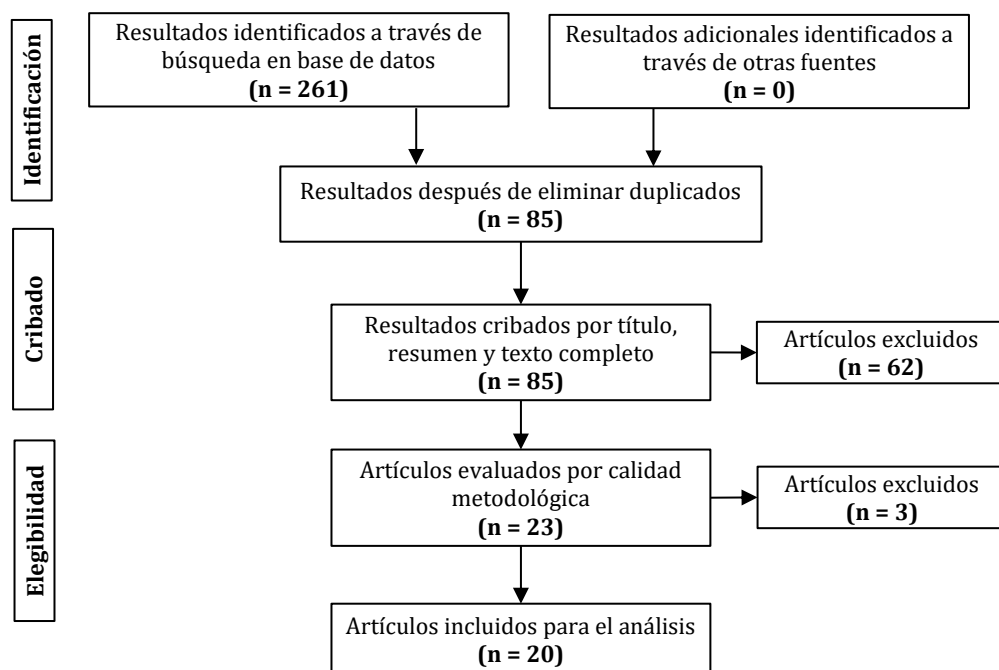 Identificación
Resultados identificados a través de
búsqueda en base de datos
(n = 261)
Resultados adicionales identificados a
través de otras fuentes
(n = 0)
Resultados después de eliminar duplicados
(n = 85)
Cribado
Resultados cribados por título,
resumen y texto completo
(n = 85)
Artículos excluidos
(n = 62)
Elegibilidad
Artículos evaluados por calidad
metodológica
(n = 23)
Artículos excluidos
(n = 3)
Artículos incluidos para el análisis
(n = 20)